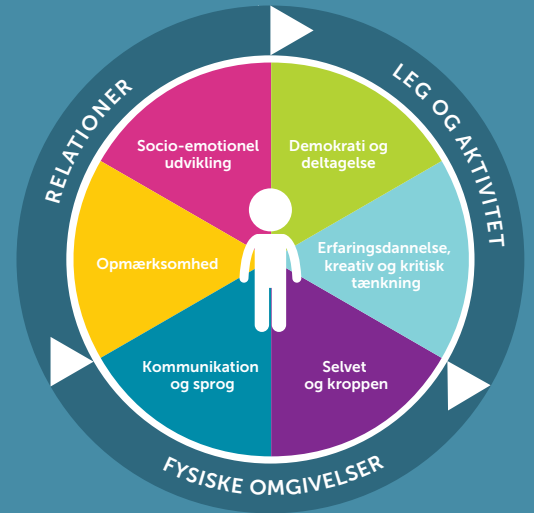 RELATIONER
LEG OG AKTIVITET
Socio-emotionel
udvikling
Demokrati og
deltagelse
Opmærksomhed
Erfaringsdannelse,
kreativ og kritisk
tænkning
Kommunikation
og sprog
Selvet
og kroppen
FYSISKE OMGIVELSER